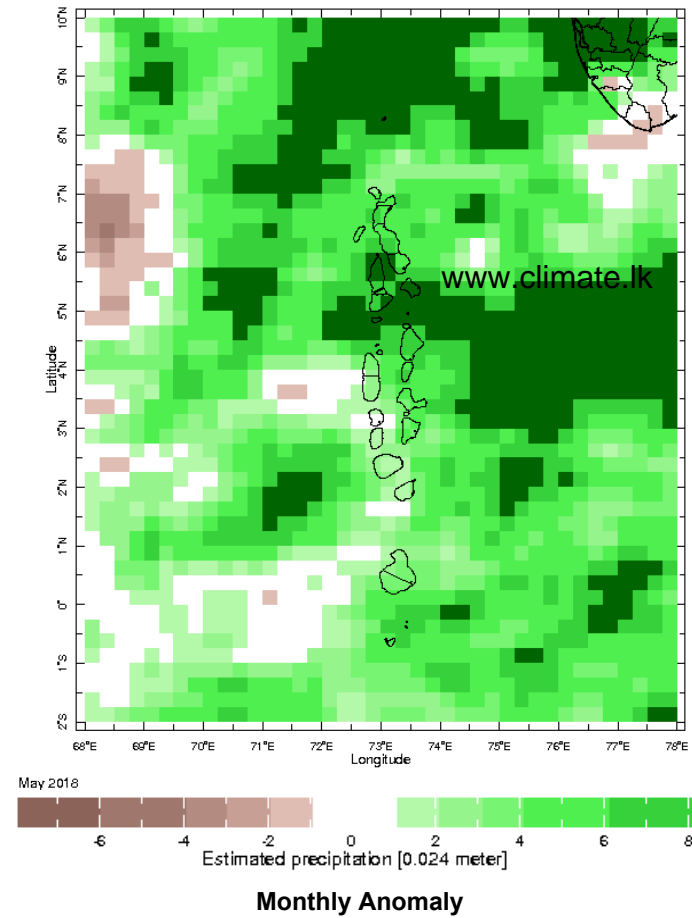 10°N
9°N
8°N
7°N
6°N
5°N
4°N
3°N
2°N
1°N
0°
1°S
2°S
Latitude
www.climate.lk
68°E 69°E 70°E 71°E 72°E 73°E 74°E 75°E 76°E 77°E 78°E
Longitude
May 2018
-6 -4 -2 0 2 4 6 8
Estimated precipitation [0.024 meter]
Monthly Anomaly